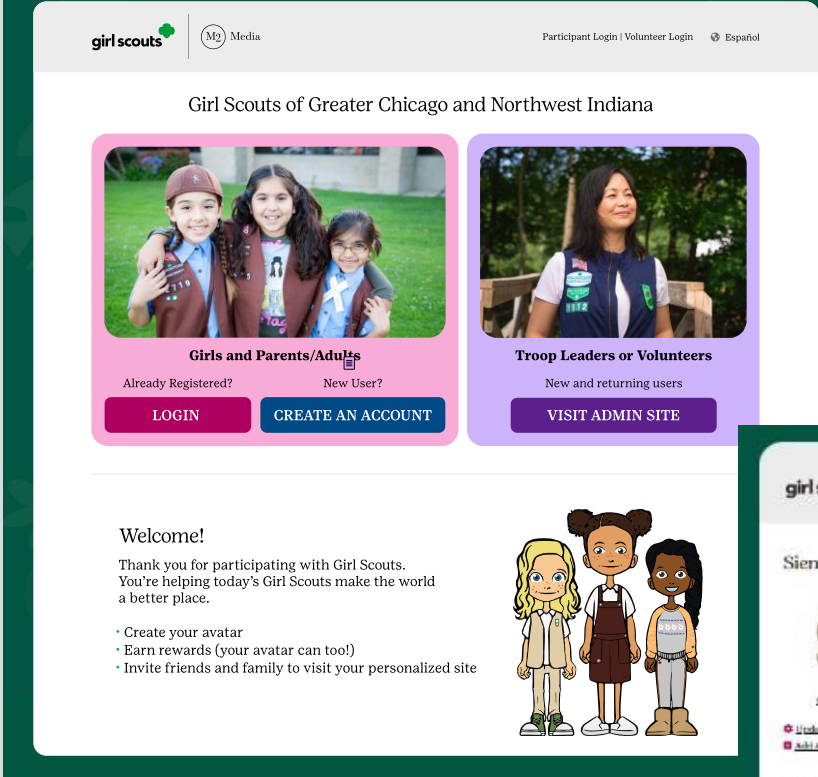 girl scouts
M2 Media
Participant Login | Volunteer Login
Español
Girl Scouts of Greater Chicago and Northwest Indiana
1719
1112
Girls and Parents/Adults
Troop Leaders or Volunteers
Already Registered?
New User?
New and returning users
LOGIN
CREATE AN ACCOUNT
VISIT ADMIN SITE
girl s
Welcome!
Thank you for participating with Girl Scouts.
You're helping today's Girl Scouts make the world
a better place.
Sien
• Create your avatar
• Earn rewards (your avatar can too!)
• Invite friends and family to visit your personalized site